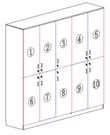 ① ② ③ ④ ⑤
⑥ ⑦ ⑧ ⑨ ⑩